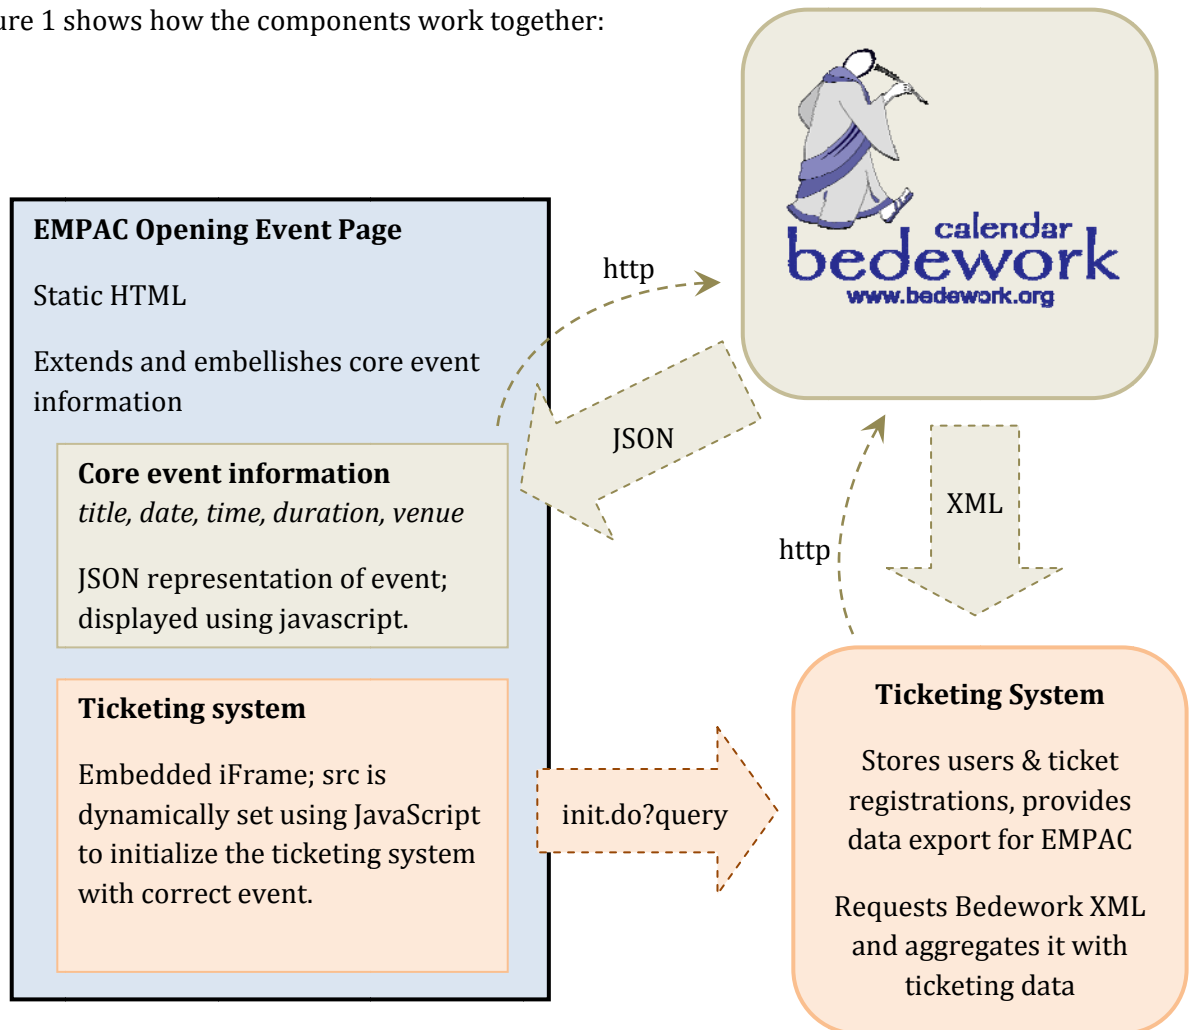 ure 1 shows how the components work together:
calendar
bedework
www.bedework.org
EMPAC Opening Event Page
Static HTML
Extends and embellishes core event
information
http
JSON
Core event information
title, date, time, duration, venue
JSON representation of event;
displayed using javascript.
XML
http
Ticketing system
Embedded iFrame; src is
dynamically set using JavaScript
to initialize the ticketing system
with correct event.
init.do?query
Ticketing System
Stores users & ticket
registrations, provides
data export for EMPAC
Requests Bedework XML
and aggregates it with
ticketing data